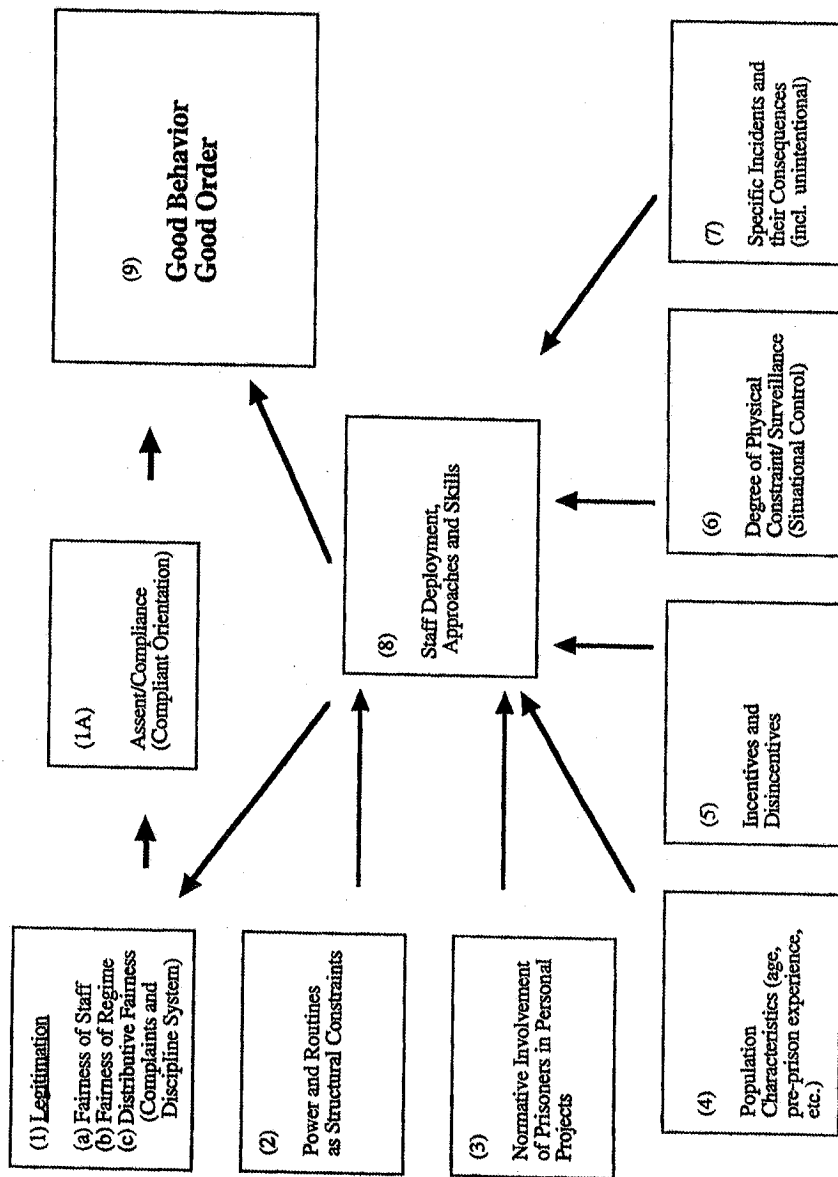 (1) Legitimation
(a) Fairness of Staff
(b) Fairness of Regime
(c) Distributive Fairness
(Complaints and
Discipline System)
(1A)
Assent/Compliance
(Compliant Orientation)
(9)
Good Behavior
Good Order
(2)
Power and Routines
as Structural Constraints
(8)
Staff Deployment,
Approaches and Skills
(3)
Normative Involvement
of Prisoners in Personal
Projects
(4)
Population
Characteristics (age,
pre-prison experience,
etc.)
(5)
Incentives and
Disincentives
(6)
Degree of Physical
Constraint/ Surveillance
(Situational Control)
(7)
Specific Incidents and
their Consequences
(incl. unintentional)